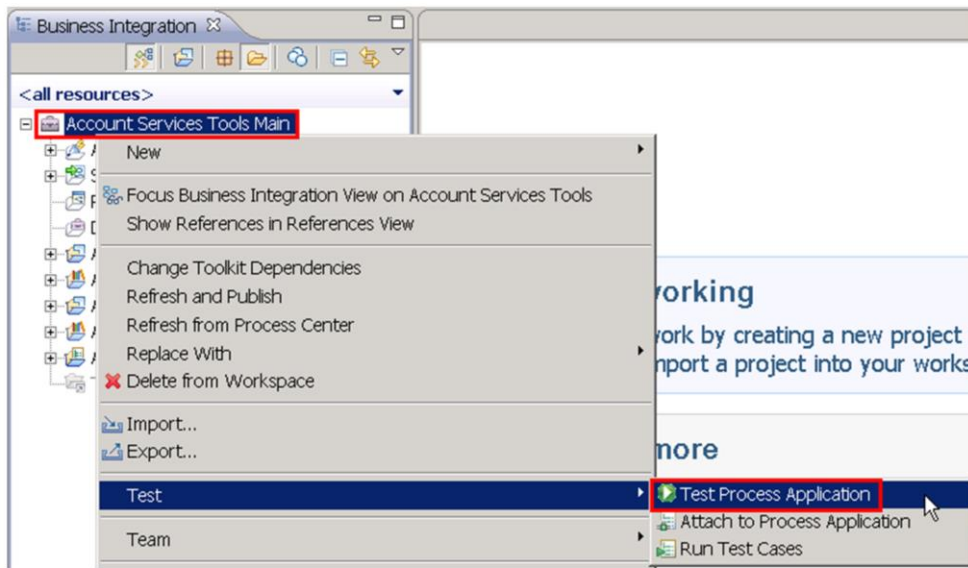 Business Integration
<all resources>
Account Services Tools Main
New
Focus Business Integration View on Account Services Tools
Show References in References View
Change Toolkit Dependencies
Refresh and Publish
Refresh from Process Center
Replace With
Delete from Workspace
Import...
Export...
Test
Team
Test Process Application
Attach to Process Application
Run Test Cases
orking
ork by creating a new project
port a project into your works
more